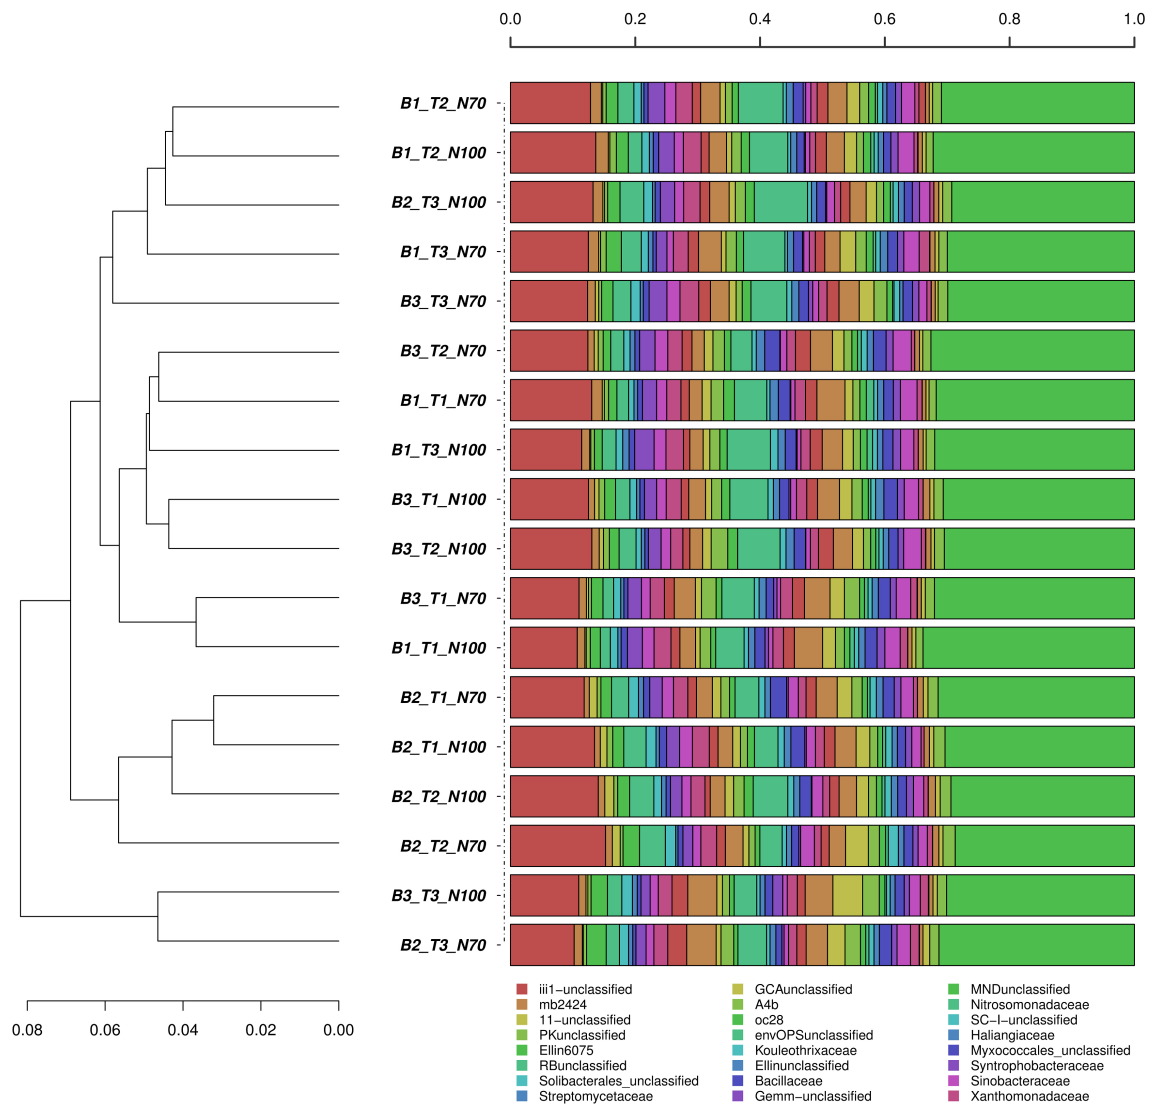 0.0 0.2 0.4 0.6 0.8 1.0
B1_T2_N70
B1_T2_N100
B2_T3_N100
B1_T3_N70
B3_T3_N70
B3_T2_N70
B1_T1_N70
B1_T3_N100
B3_T1_N100
B3_T2_N100
B3_T1_N70
B1_T1_N100
B2_T1_N70
B2_T1_N100
B2_T2_N100
B2_T2_N70
B3_T3_N100
B2_T3_N70
0.08 0.06 0.04 0.02 0.00
iii1−unclassified GCAunclassified MNDunclassified
mb2424 A4b Nitrosomonadaceae
11−unclassified oc28 SC−I−unclassified
PKunclassified envOPSunclassified Haliangiaceae
Ellin6075 Kouleothrixaceae Myxococcales_unclassified
RBunclassified Ellinunclassified Syntrophobacteraceae
Solibacterales_unclassified Bacillaceae Sinobacteraceae
Streptomycetaceae Gemm−unclassified Xanthomonadaceae